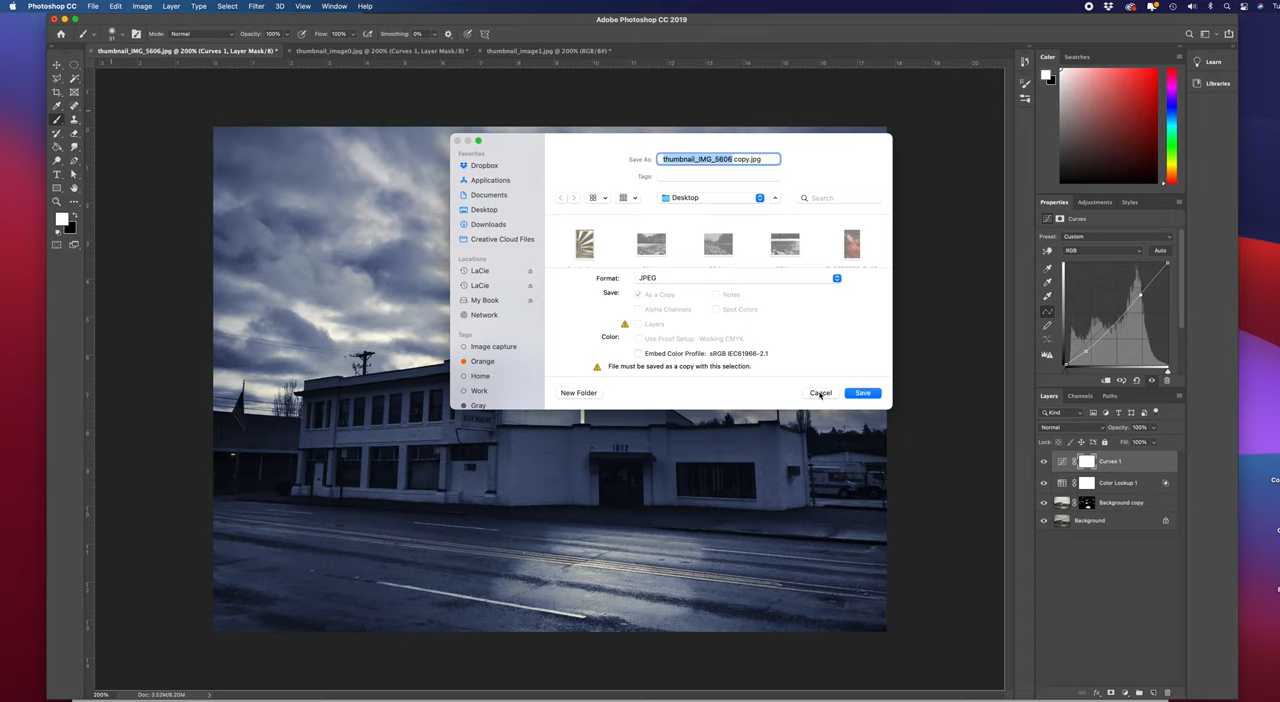 Photoshop CC File Edit Image Layer Type Select Filter 3D View Window Help
Adobe Photoshop CC 2019
31 Mode: Normal Opacity: 100% Flow: 100% Smoothing: 0%
thumbnail_IMG_5606.jpg @ 200% (Curves 1, Layer Mask/8) * thumbnail_image0.jpg @ 200% (Curves 1, Layer Mask/8) * thumbnail_image1.jpg @ 200% (RGB/8#) *
Color Swatches
Learn
Libraries
Favorites
Dropbox
Applications
Documents
Desktop
Downloads
Creative Cloud Files
Locations
LaCie
LaCie
My Book
Network
Tags
Image capture
Orange
Home
Work
Gray
Save As: thumbnail_IMG_5606 copy.jpg
Tags:
Desktop
Search
Format: JPEG
Save: As a Copy Notes
Alpha Channels Spot Colors
Layers
Color: Use Proof Setup: Working CMYK
Embed Color Profile: sRGB IEC61966-2.1
File must be saved as a copy with this selection.
New Folder Cancel Save
1912
Properties Adjustments Styles
Curves
Preset: Custom
RGB Auto
Layers Channels Paths
Kind
Normal Opacity: 100%
Lock: Fill: 100%
Curves 1
Color Lookup 1
Background copy
Background
200% Doc: 3.52M/8.20M